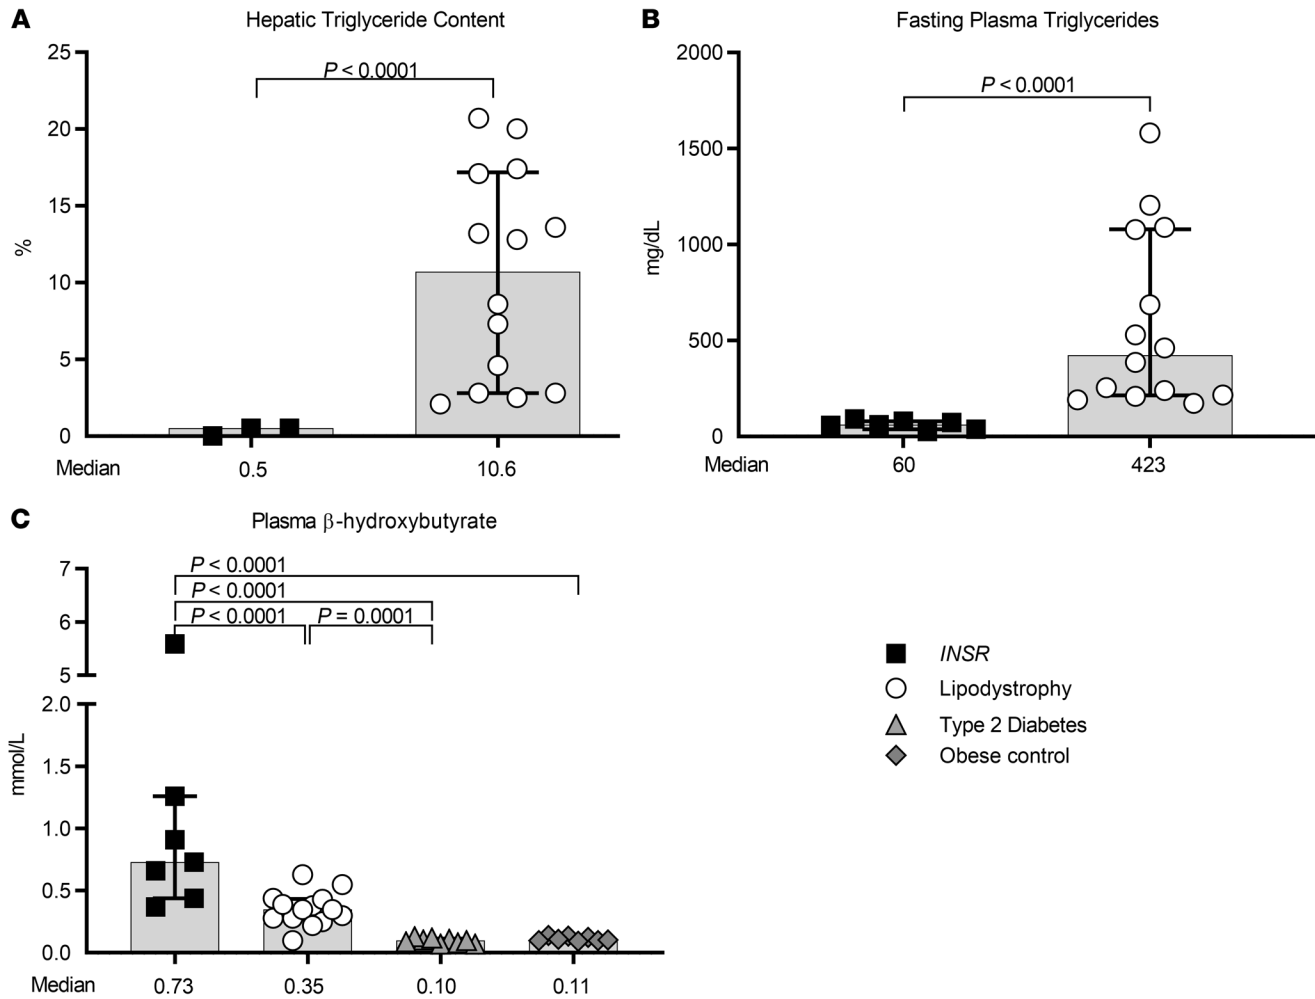 A
Hepatic Triglyceride Content
25
20
15
10
5
0
%
P < 0.0001
Median
0.5
10.6
B
Fasting Plasma Triglycerides
2000
1500
1000
500
0
mg/dL
P < 0.0001
Median
60
423
C
Plasma β-hydroxybutyrate
7
6
5
2.0
1.5
1.0
0.5
0.0
mmol/L
P < 0.0001
P < 0.0001
P < 0.0001
P = 0.0001
Median
0.73
0.35
0.10
0.11
INSR
Lipodystrophy
Type 2 Diabetes
Obese control